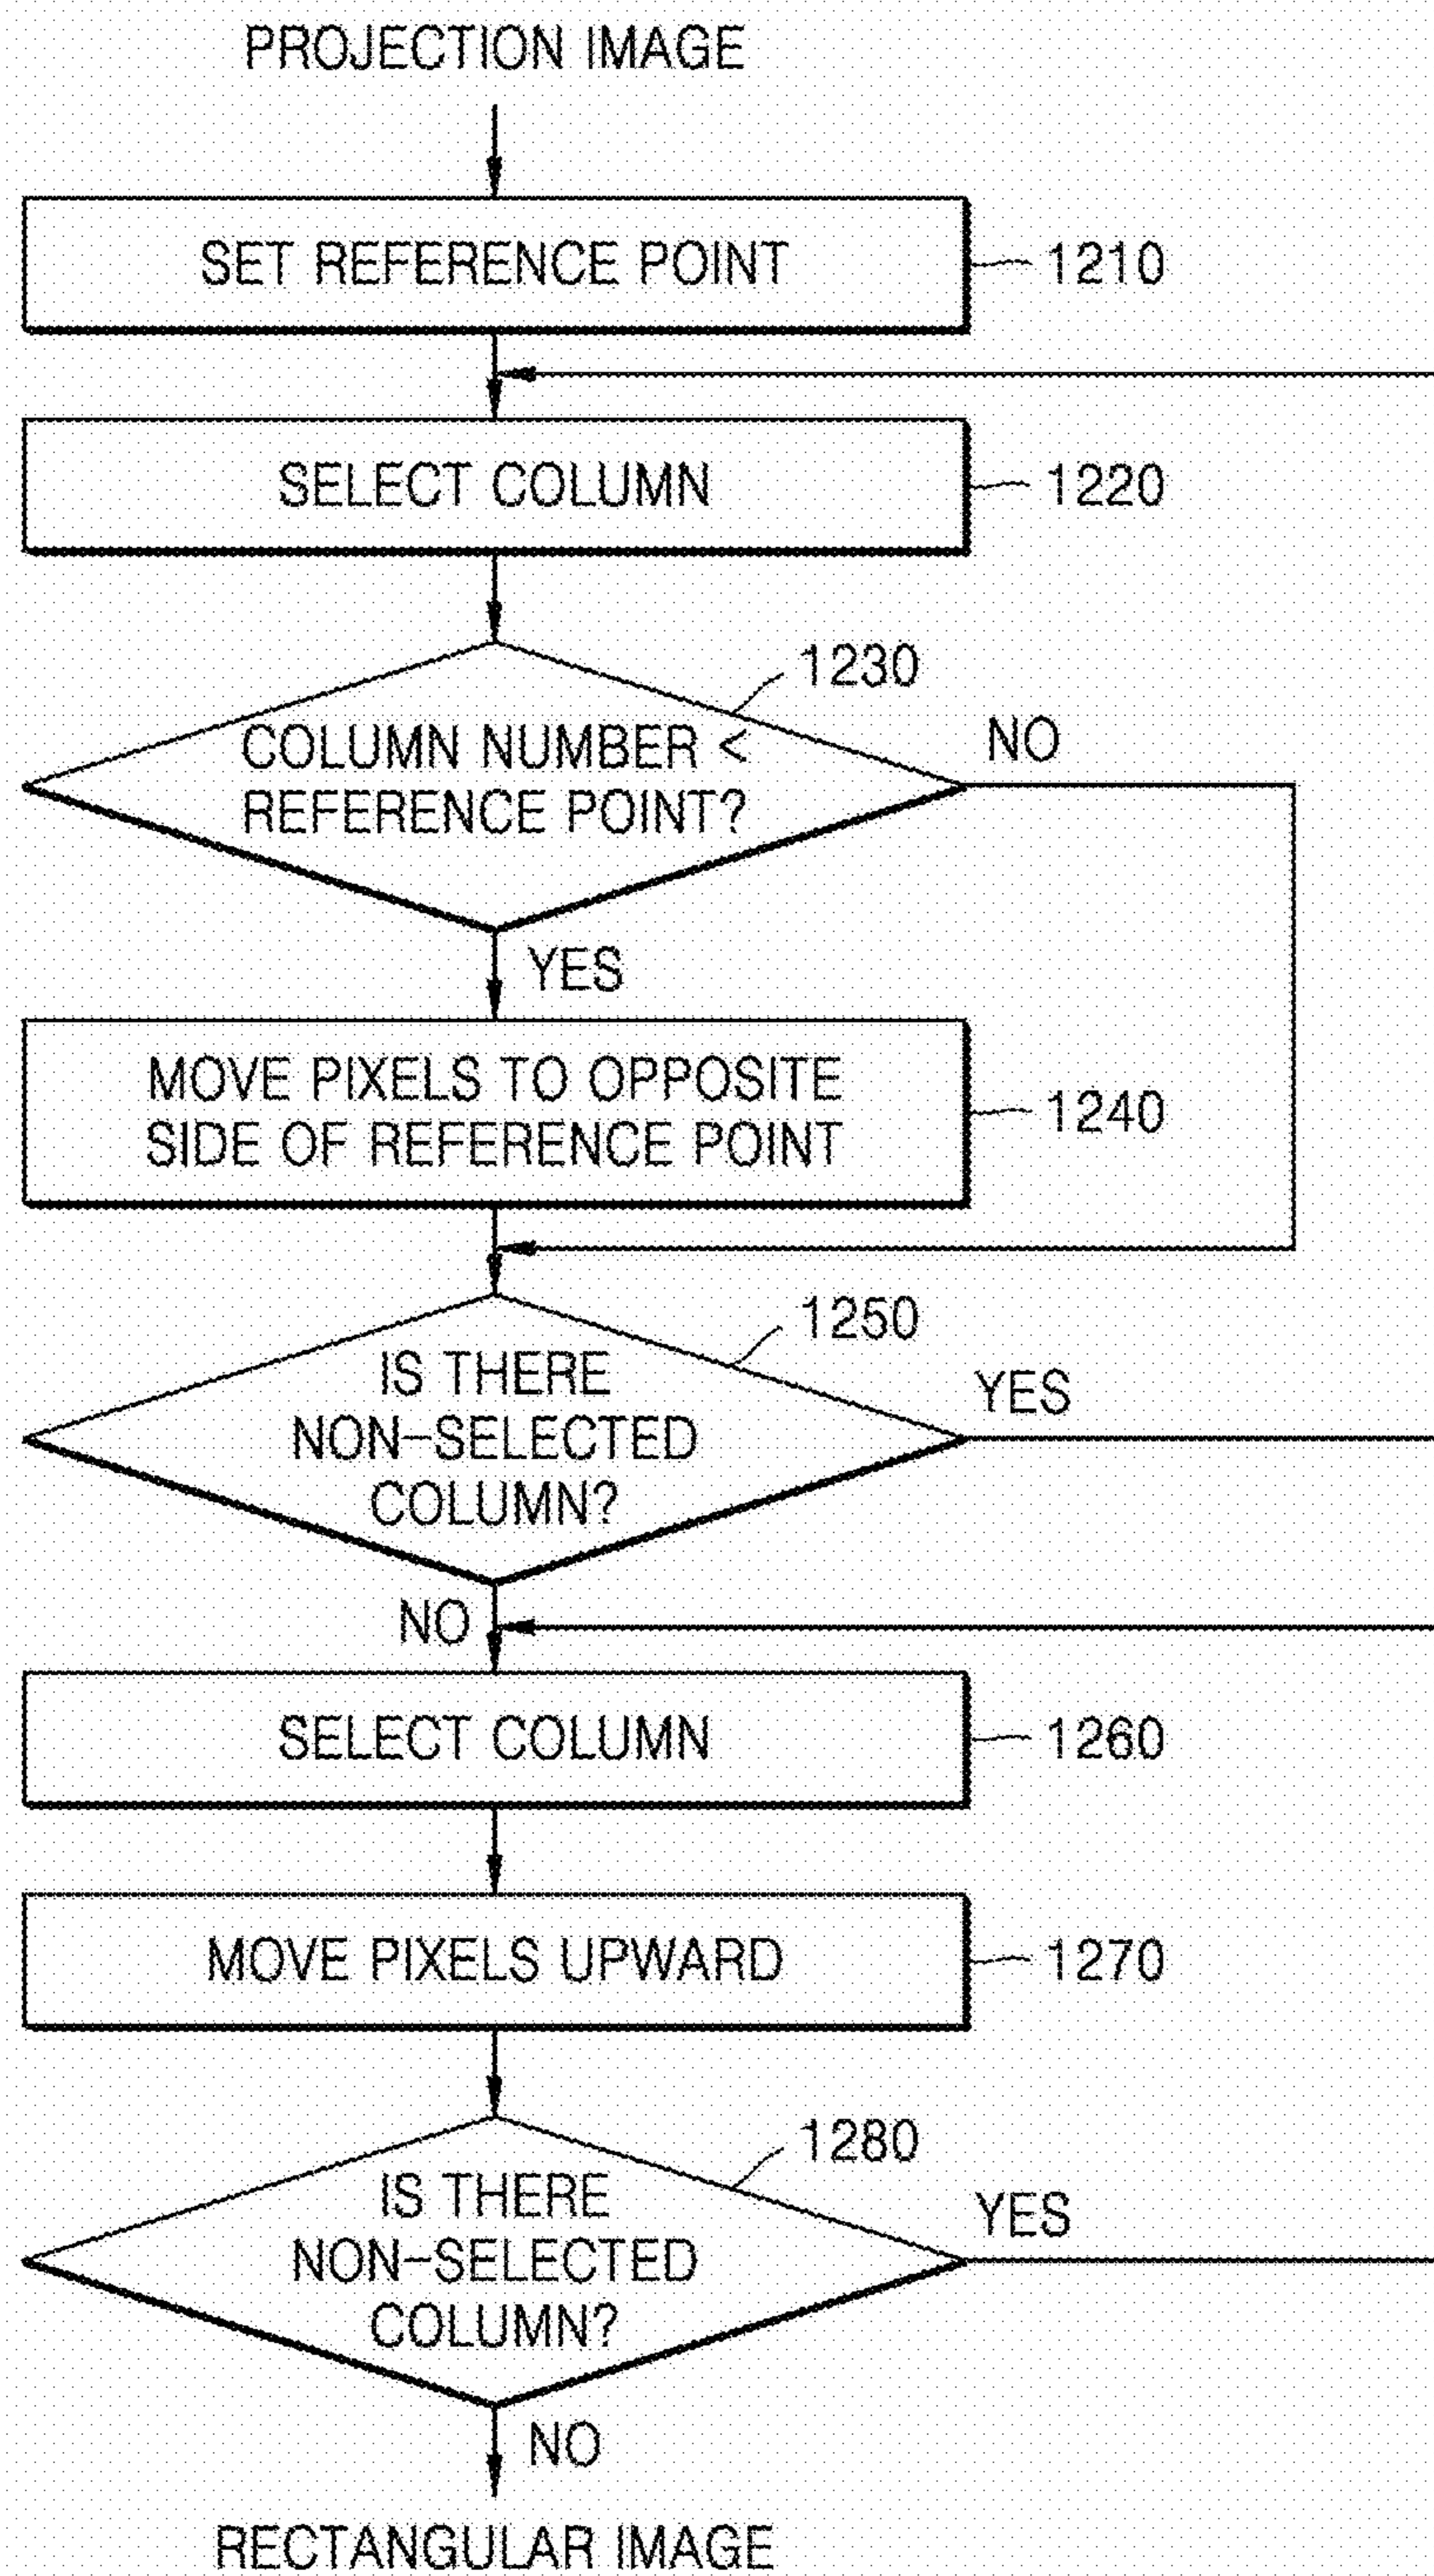 PROJECTION IMAGE
SET REFERENCE POINT
1210
SELECT COLUMN
1220
1230
COLUMN NUMBER <
REFERENCE POINT?
NO
YES
MOVE PIXELS TO OPPOSITE
SIDE OF REFERENCE POINT
1240
1250
IS THERE
NON-SELECTED
COLUMN?
YES
NO
SELECT COLUMN
1260
MOVE PIXELS UPWARD
1270
1280
IS THERE
NON-SELECTED
COLUMN?
YES
NO
RECTANGULAR IMAGE